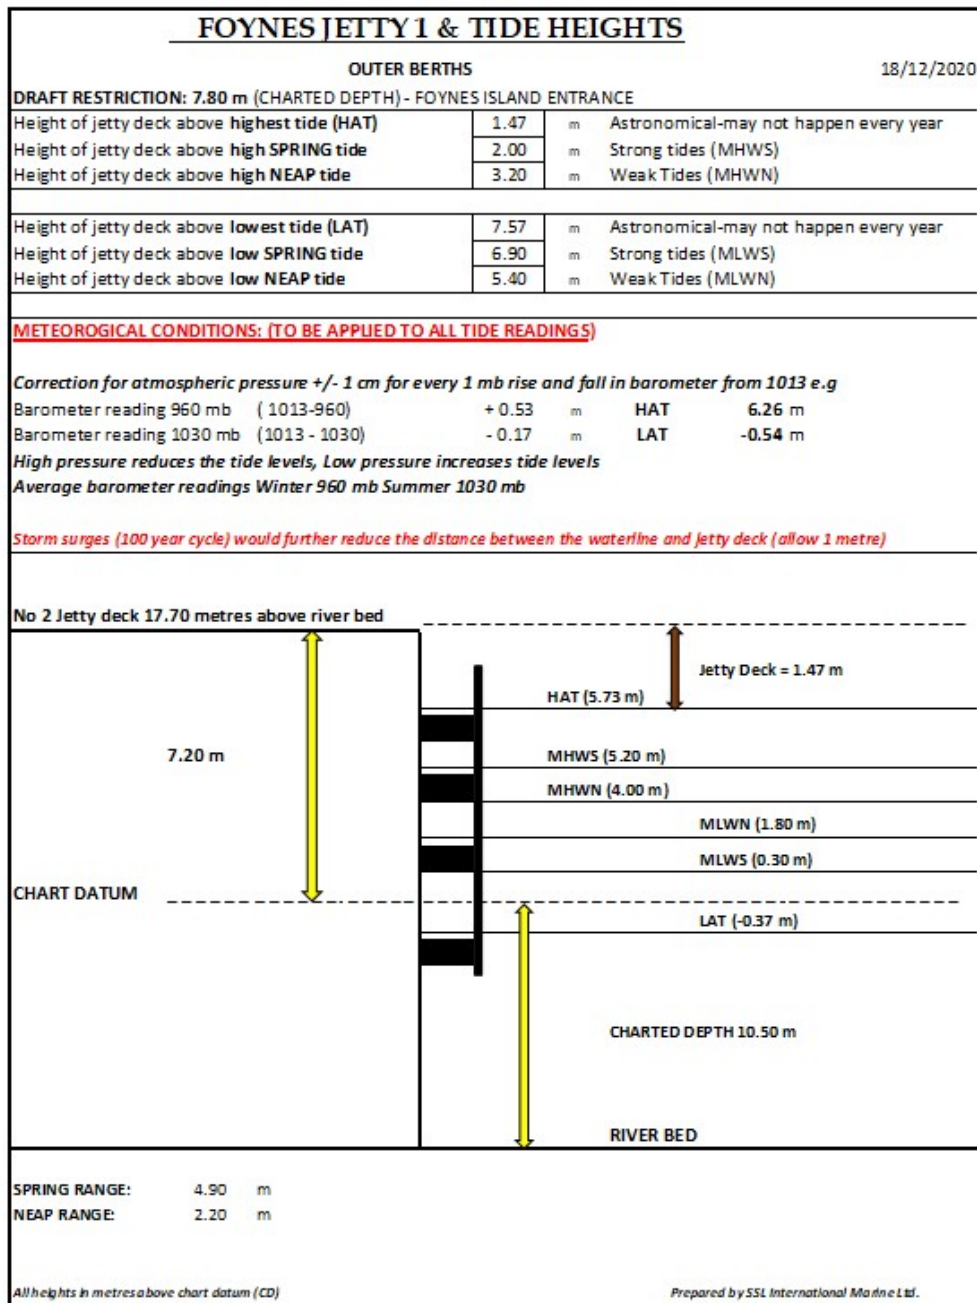 FOYNES JETTY 1 & TIDE HEIGHTS
OUTER BERTHS 18/12/2020
DRAFT RESTRICTION: 7.80 m (CHARTED DEPTH) - FOYNES ISLAND ENTRANCE
Height of jetty deck above highest tide (HAT) 1.47 m Astronomical-may not happen every year
Height of jetty deck above high SPRING tide 2.00 m Strong tides (MHWS)
Height of jetty deck above high NEAP tide 3.20 m Weak Tides (MHWN)
Height of jetty deck above lowest tide (LAT) 7.57 m Astronomical-may not happen every year
Height of jetty deck above low SPRING tide 6.90 m Strong tides (MLWS)
Height of jetty deck above low NEAP tide 5.40 m Weak Tides (MLWN)
METEOROGICAL CONDITIONS: (TO BE APPLIED TO ALL TIDE READINGS)
Correction for atmospheric pressure +/- 1 cm for every 1 mb rise and fall in barometer from 1013 e.g
Barometer reading 960 mb ( 1013-960) + 0.53 m HAT 6.26 m
Barometer reading 1030 mb (1013 - 1030) - 0.17 m LAT -0.54 m
High pressure reduces the tide levels, Low pressure increases tide levels
Average barometer readings Winter 960 mb Summer 1030 mb
Storm surges (100 year cycle) would further reduce the distance between the waterline and jetty deck (allow 1 metre)
No 2 Jetty deck 17.70 metres above river bed
Jetty Deck = 1.47 m
HAT (5.73 m)
7.20 m MHWS (5.20 m)
MHWN (4.00 m)
MLWN (1.80 m)
MLWS (0.30 m)
CHART DATUM
LAT (-0.37 m)
CHARTED DEPTH 10.50 m
RIVER BED
SPRING RANGE: 4.90 m
NEAP RANGE: 2.20 m
All heights in metres above chart datum (CD) Prepared by SSL International Marine Ltd.